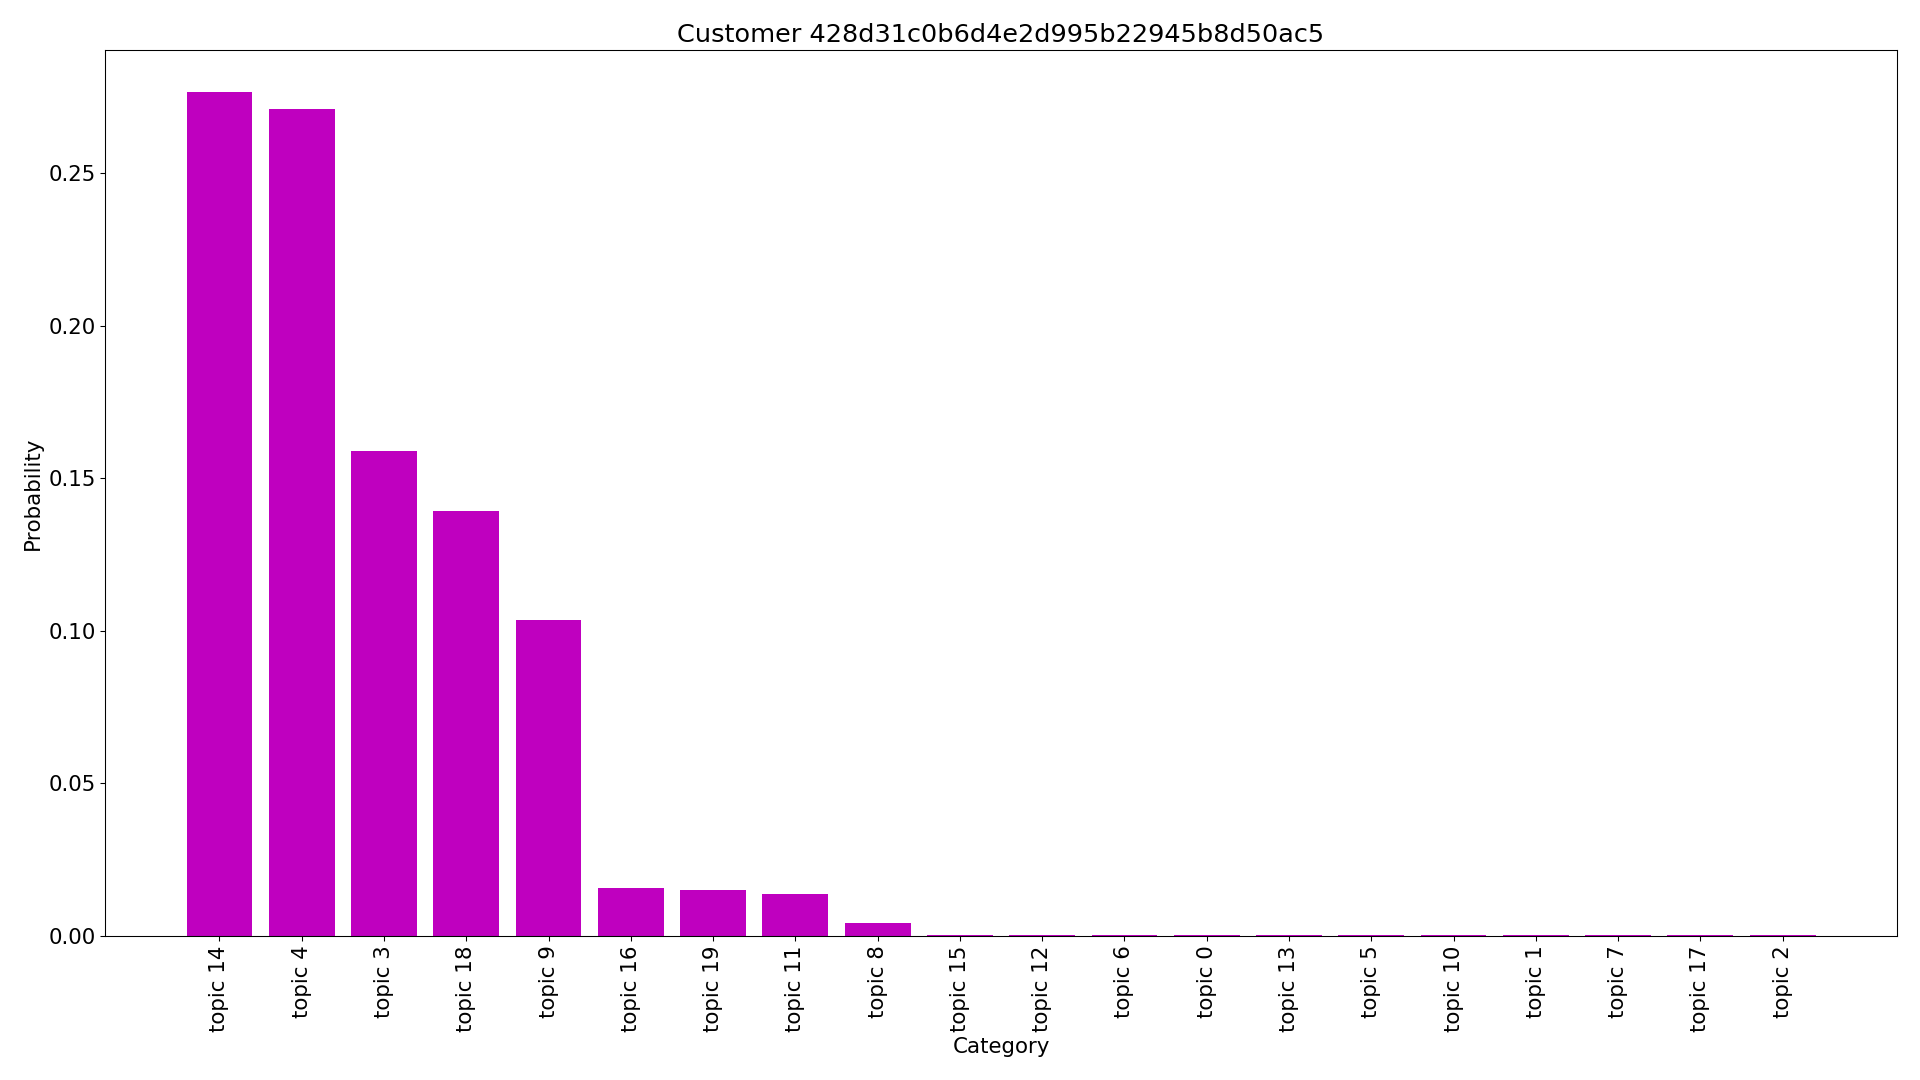 Customer 428d31c0b6d4e2d995b22945b8d50ac5
Probability
0.25
0.20
0.15
0.10
0.05
0.00
topic 14
topic 4
topic 3
topic 18
topic 9
topic 16
topic 19
topic 11
topic 8
topic 15
topic 12
topic 6
topic 0
topic 13
topic 5
topic 10
topic 1
topic 7
topic 17
topic 2
Category